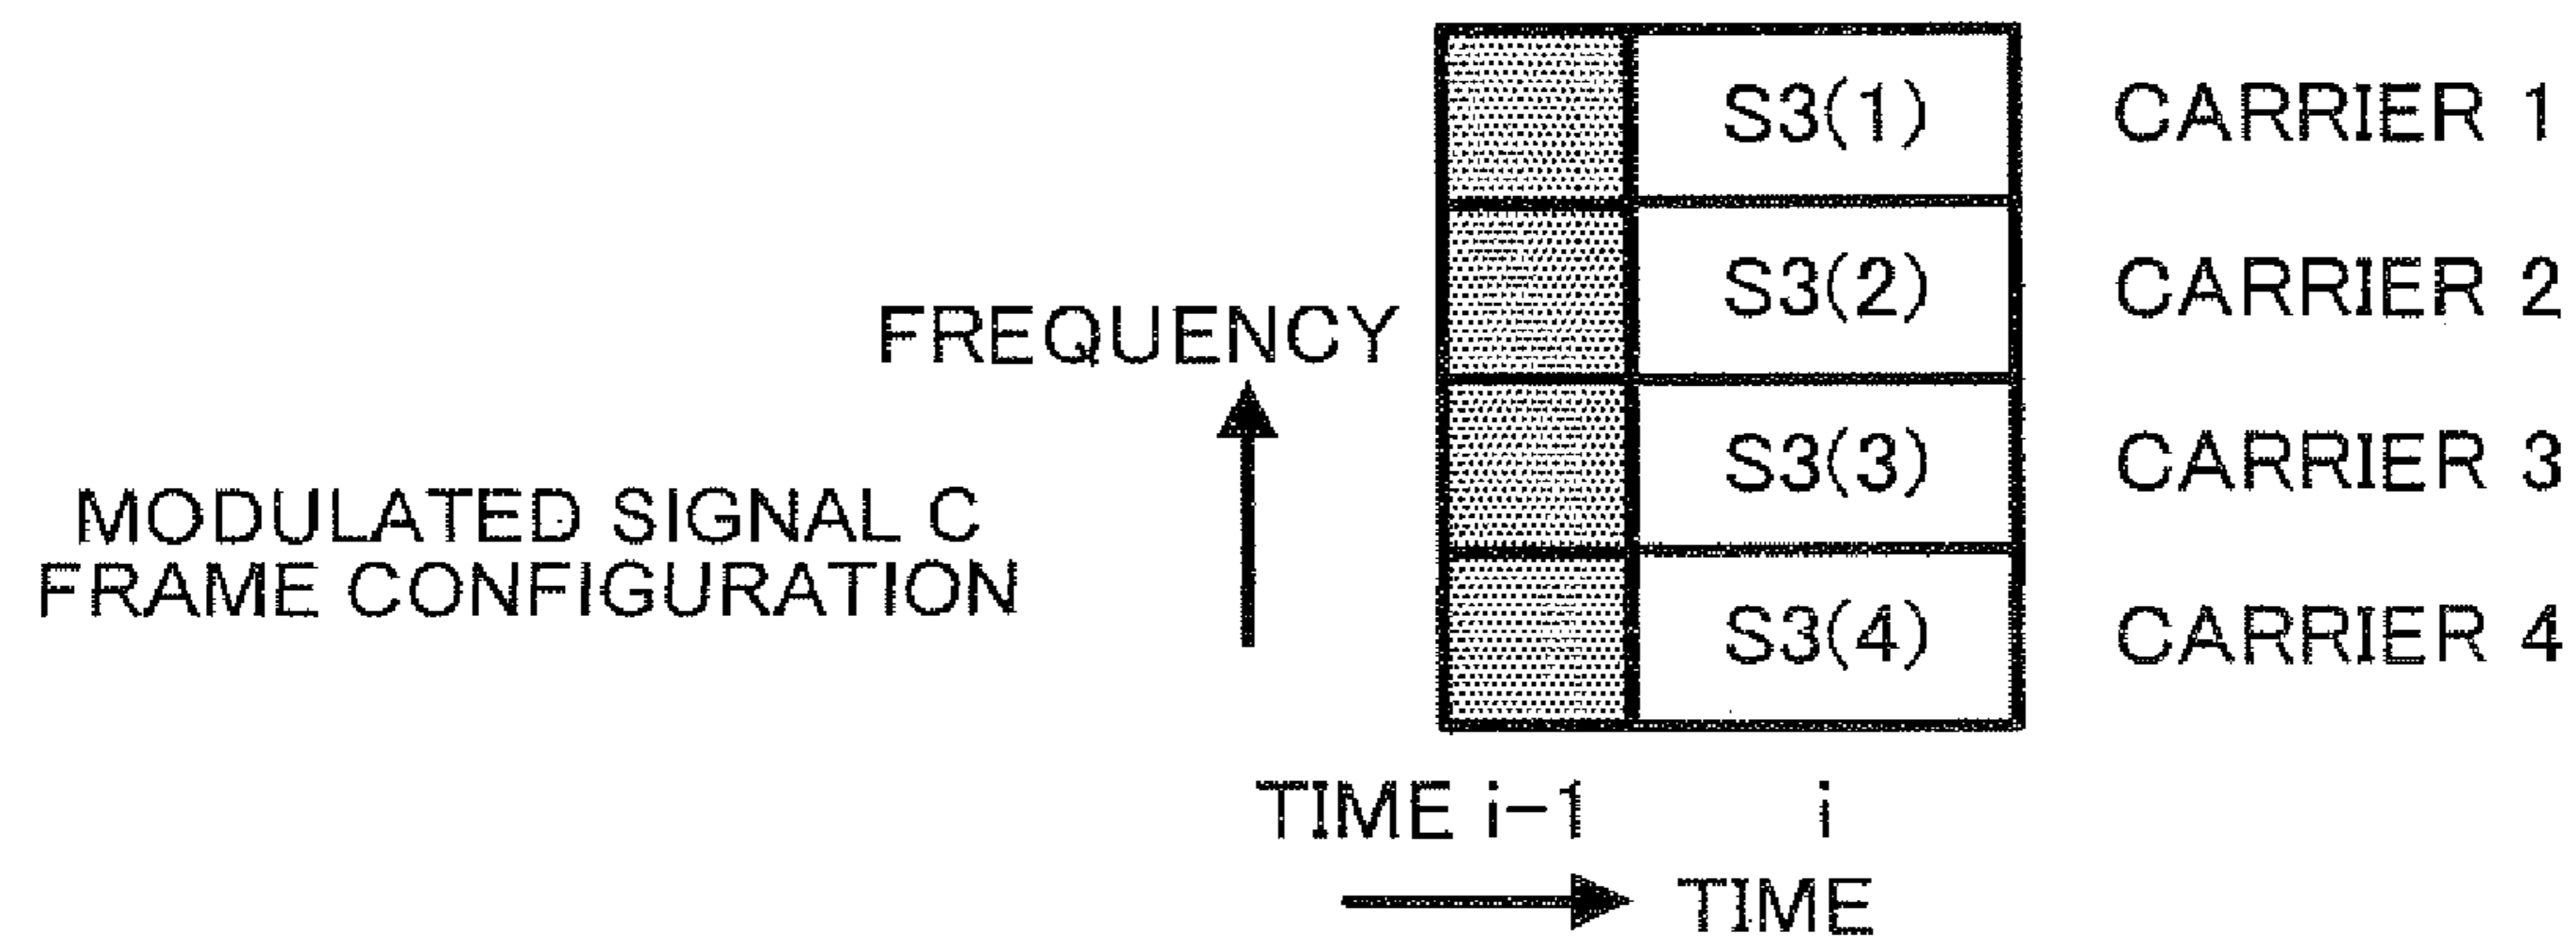 S3(1) CARRIER 1
S3(2) CARRIER 2
FREQUENCY
S3(3) CARRIER 3
MODULATED SIGNAL C
FRAME CONFIGURATION
S3(4) CARRIER 4
TIME i-1 i
TIME